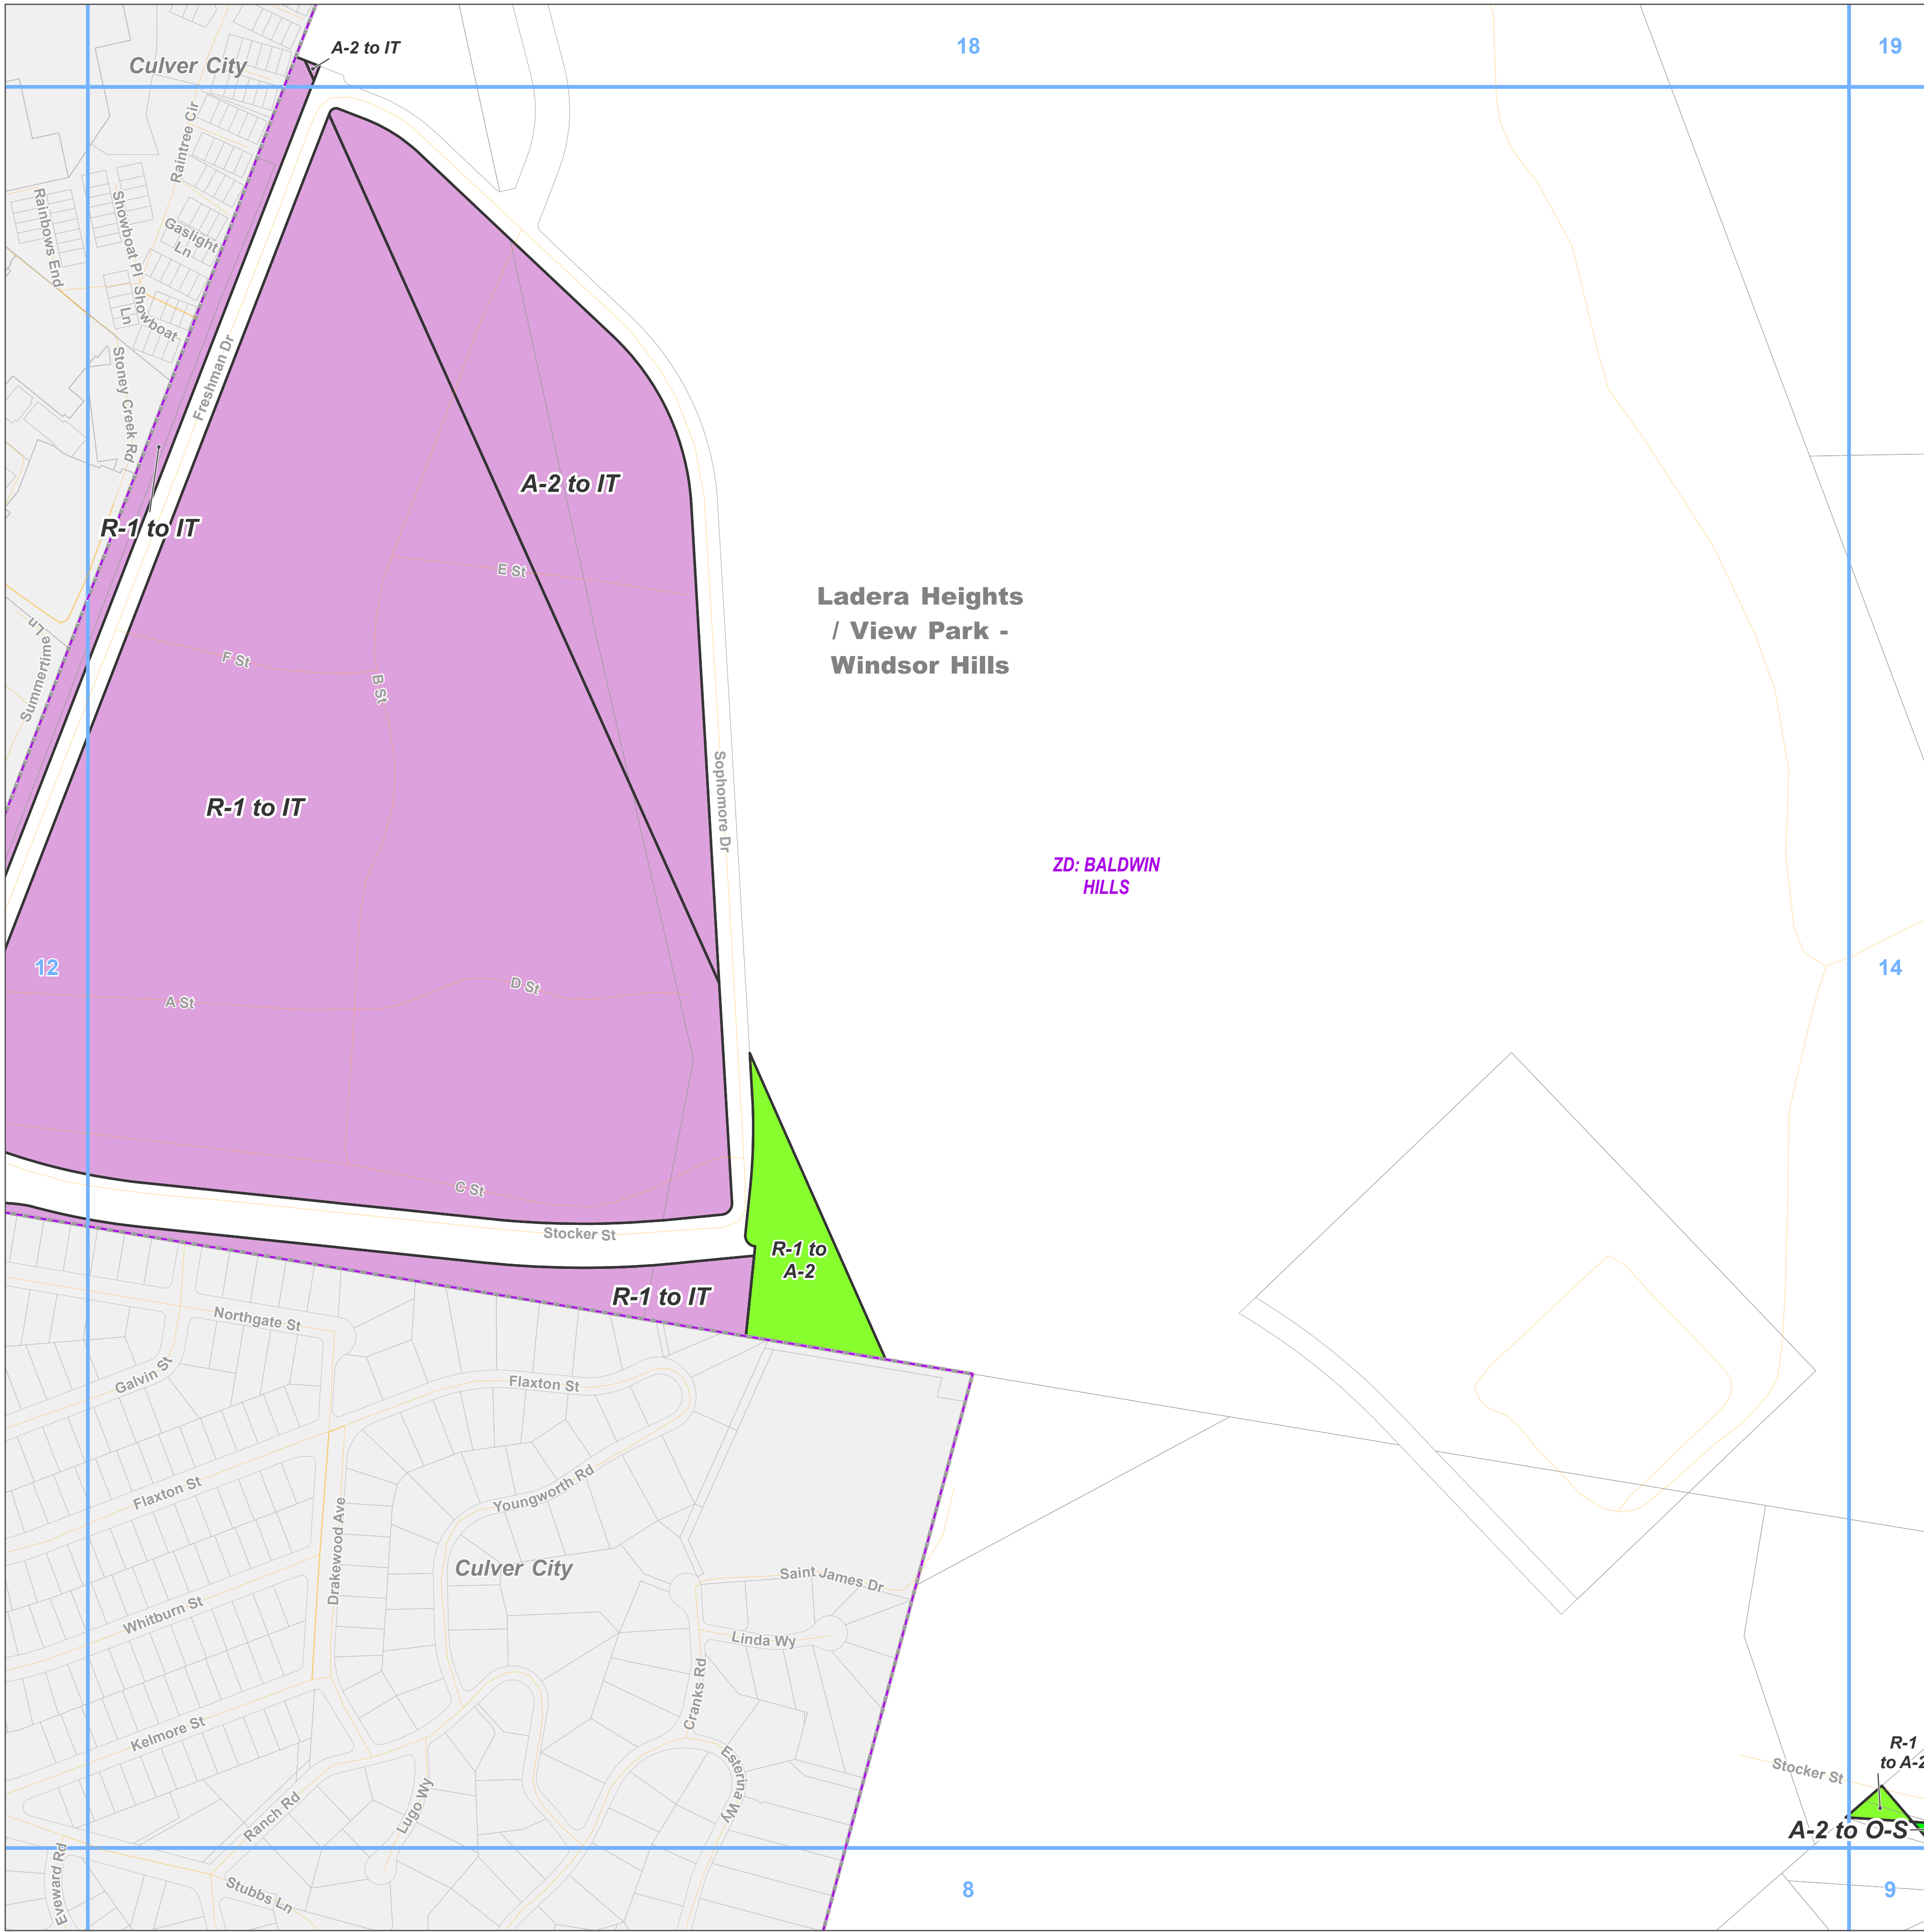 18
19
A-2 to IT
Culver City
Raintree Cir
Rainbows End
Showboat Pl
Gaslight
Ln
Showboat
Ln
Stoney Creek Rd
Freshman Dr
A-2 to IT
R-1 to IT
E St
Ladera Heights
/ View Park -
Windsor Hills
Summertime Ln
F St
B St
R-1 to IT
Sophomore Dr
ZD: BALDWIN
HILLS
12
14
A St
D St
C St
Stocker St
R-1 to
A-2
R-1 to IT
Northgate St
Galvin St
Flaxton St
Flaxton St
Youngworth Rd
Drakewood Ave
Culver City
Saint James Dr
Whitburn St
Linda Wy
Cranks Rd
Kelmore St
Esterina Wy
Lugo Wy
Ranch Rd
Stocker St
R-1
to A-2
A-2 to O-S
Eveward Rd
Stubbs Ln
8
9